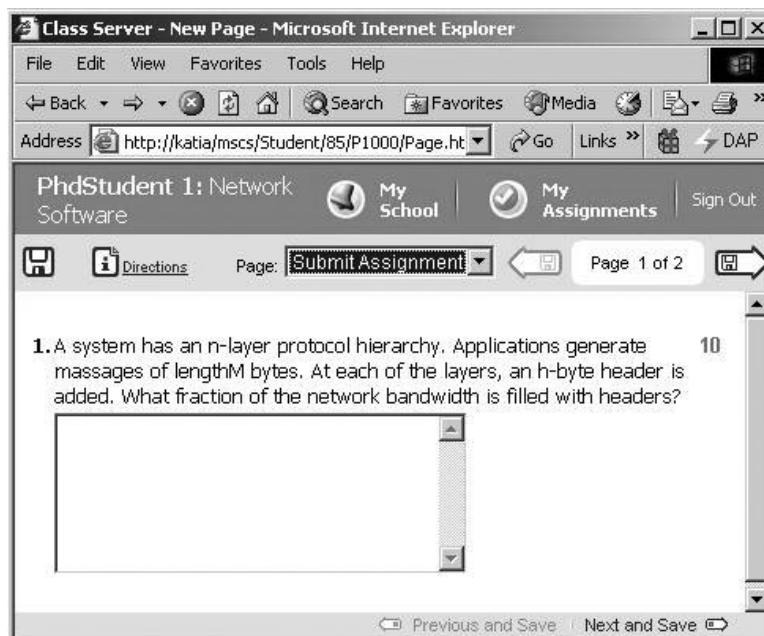 Class Server - New Page - Microsoft Internet Explorer
File Edit View Favorites Tools Help
Back Search Favorites Media »
Address http://katia/mscs/Student/85/P1000/Page.ht Go Links » DAP
PhdStudent 1: Network
Software
My
School
My
Assignments
Sign Out
Directions Page: Submit Assignment Page 1 of 2
1. A system has an n-layer protocol hierarchy. Applications generate 10
massages of lengthM bytes. At each of the layers, an h-byte header is
added. What fraction of the network bandwidth is filled with headers?
Previous and Save Next and Save